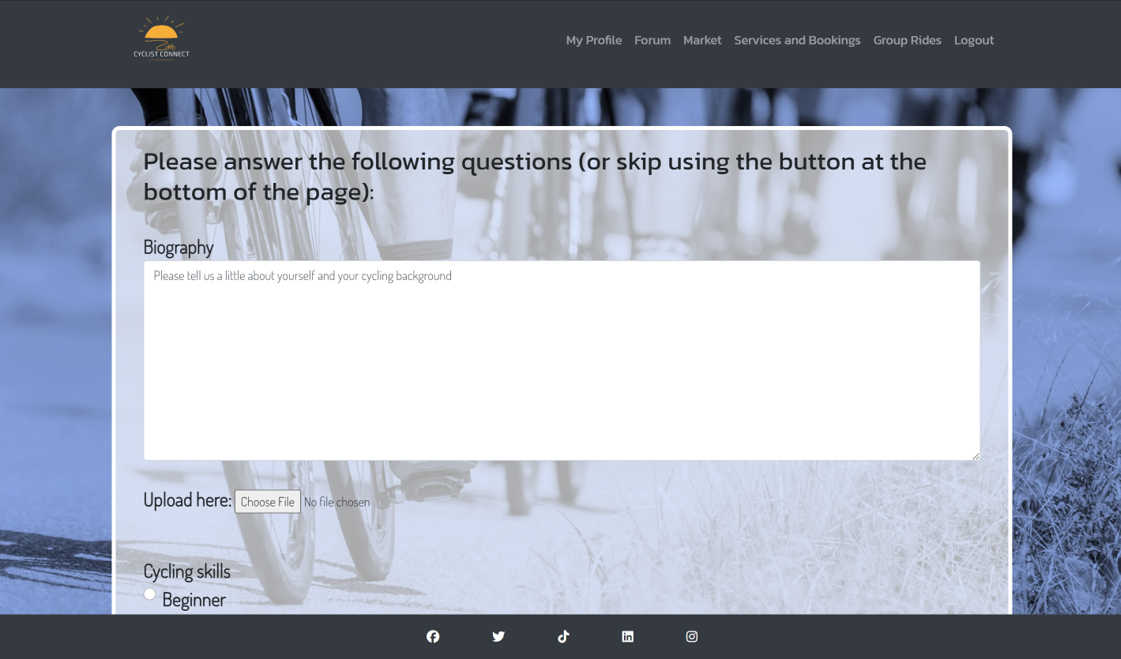 CYCLIST CONNECT
My Profile Forum Market Services and Bookings Group Rides Logout
Please answer the following questions (or skip using the button at the
bottom of the page):
Biography
Please tell us a little about yourself and your cycling background
Upload here: Choose File No file chosen
Cycling skills
Beginner